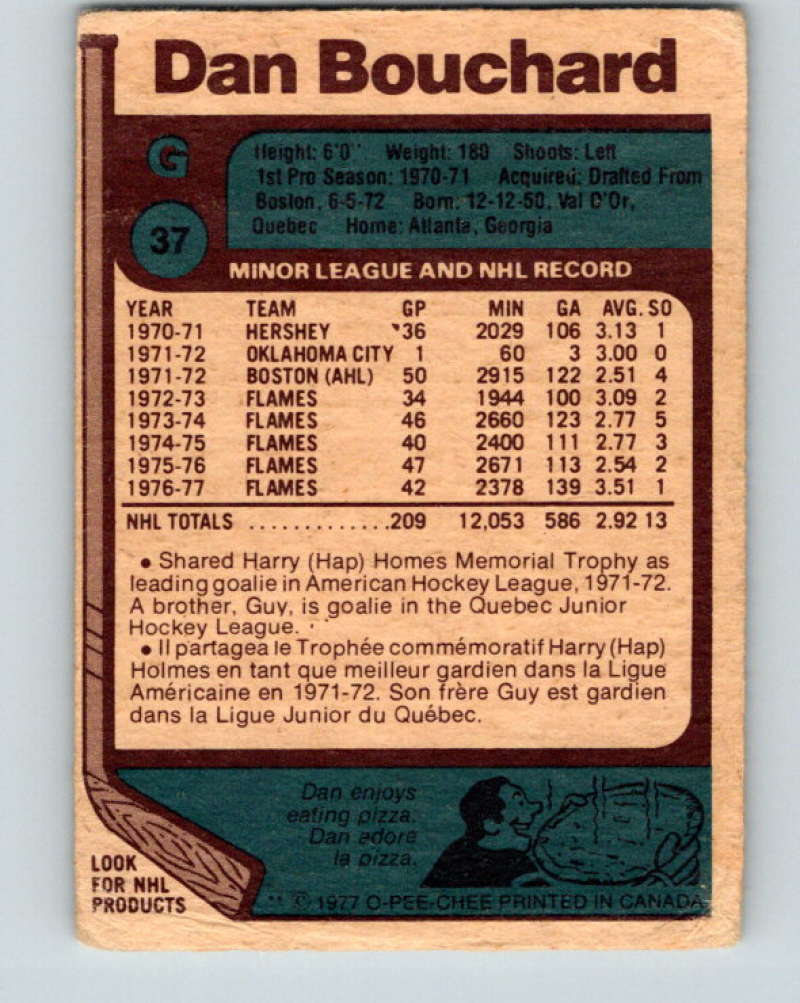 Dan Bouchard
G
37
Height: 6'0" Weight: 180 Shoots: Left
1st Pro Season: 1970-71 Acquired: Drafted From
Boston, 6-5-72 Born: 12-12-50, Val D'Or,
Quebec Home: Atlanta, Georgia
MINOR LEAGUE AND NHL RECORD
YEAR TEAM GP MIN GA AVG. SO
1970-71 HERSHEY 36 2029 106 3.13 1
1971-72 OKLAHOMA CITY 1 60 3 3.00 0
1971-72 BOSTON (AHL) 50 2915 122 2.51 4
1972-73 FLAMES 34 1944 100 3.09 2
1973-74 FLAMES 46 2660 123 2.77 5
1974-75 FLAMES 40 2400 111 2.77 3
1975-76 FLAMES 47 2671 113 2.54 2
1976-77 FLAMES 42 2378 139 3.51 1
NHL TOTALS .............209 12,053 586 2.92 13
• Shared Harry (Hap) Homes Memorial Trophy as
leading goalie in American Hockey League, 1971-72.
A brother, Guy, is goalie in the Quebec Junior
Hockey League.
• Il partagea le Trophée commémoratif Harry (Hap)
Holmes en tant que meilleur gardien dans la Ligue
Américaine en 1971-72. Son frère Guy est gardien
dans la Ligue Junior du Québec.
Dan enjoys
eating pizza.
Dan adore
la pizza.
LOOK
FOR NHL
PRODUCTS
** © 1977 O-PEE-CHEE PRINTED IN CANADA